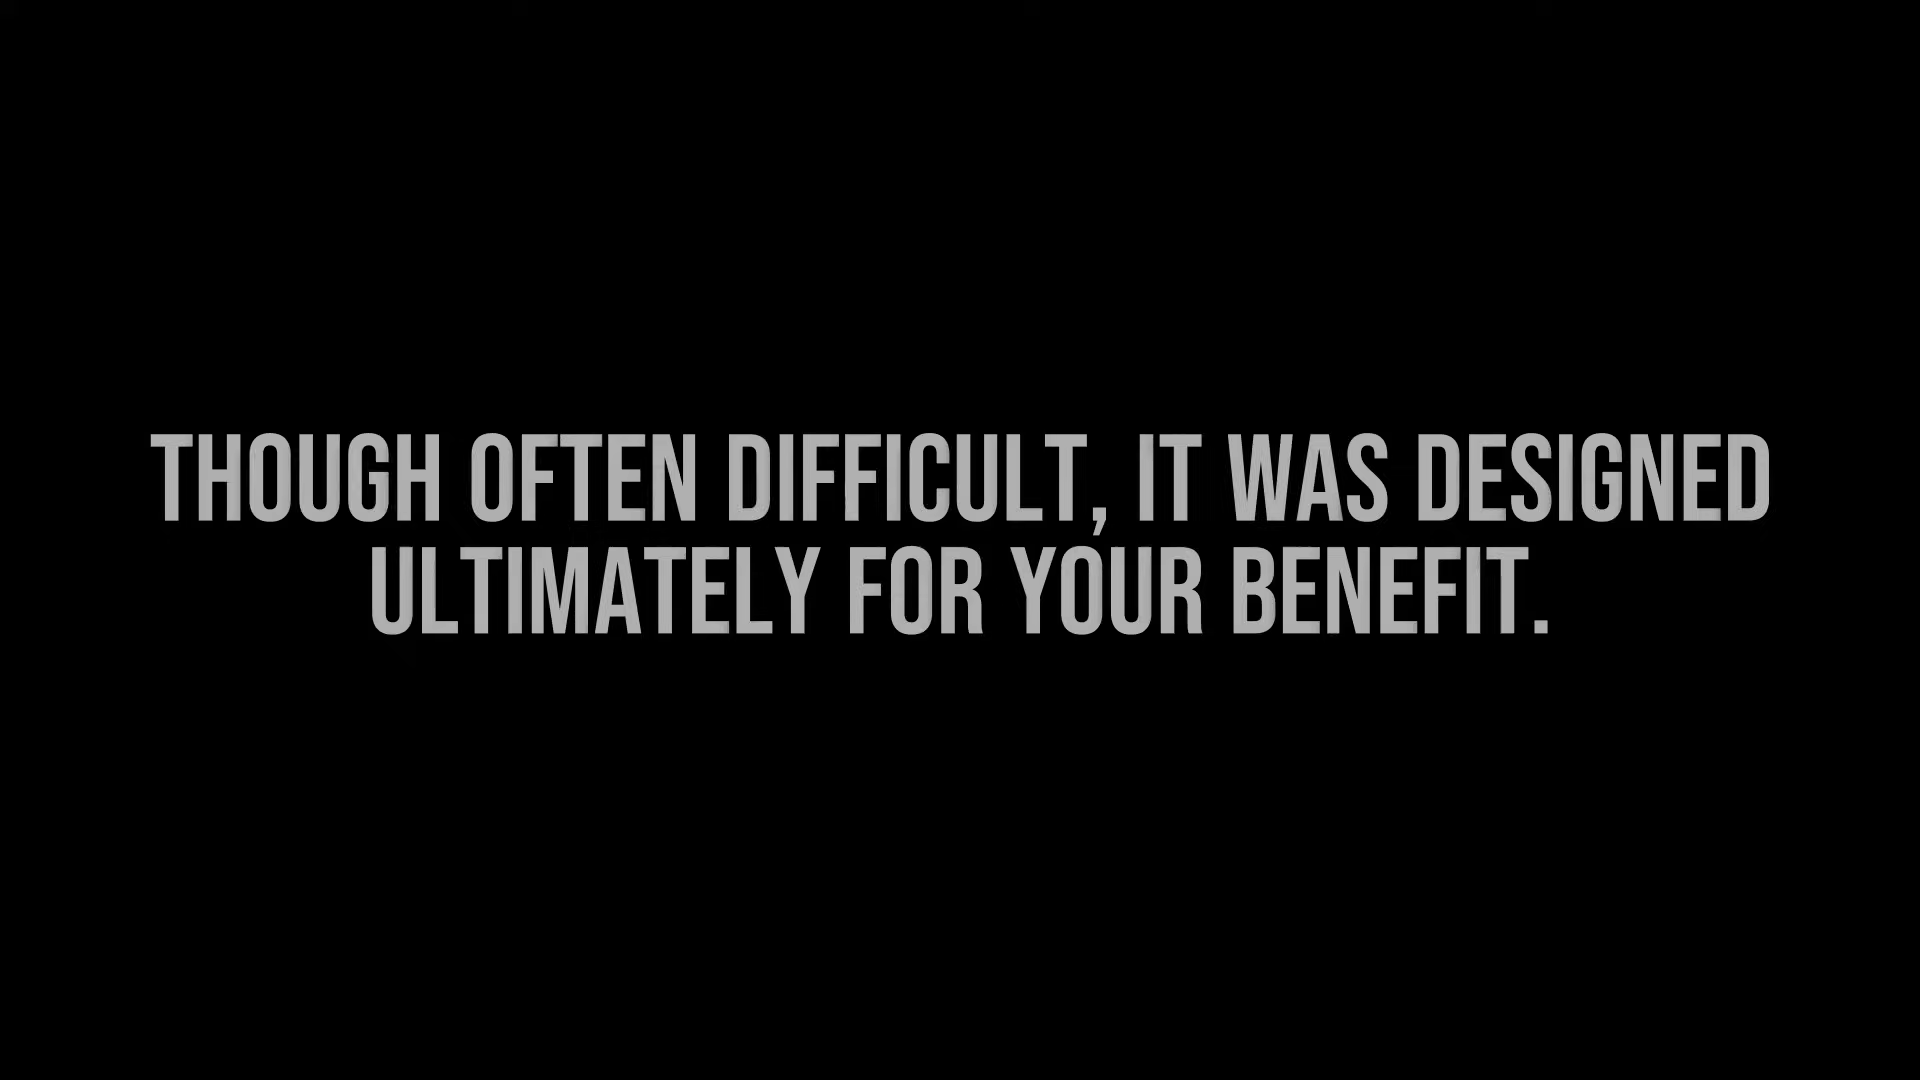 THOUGH OFTEN DIFFICULT, IT WAS DESIGNED
ULTIMATELY FOR YOUR BENEFIT.